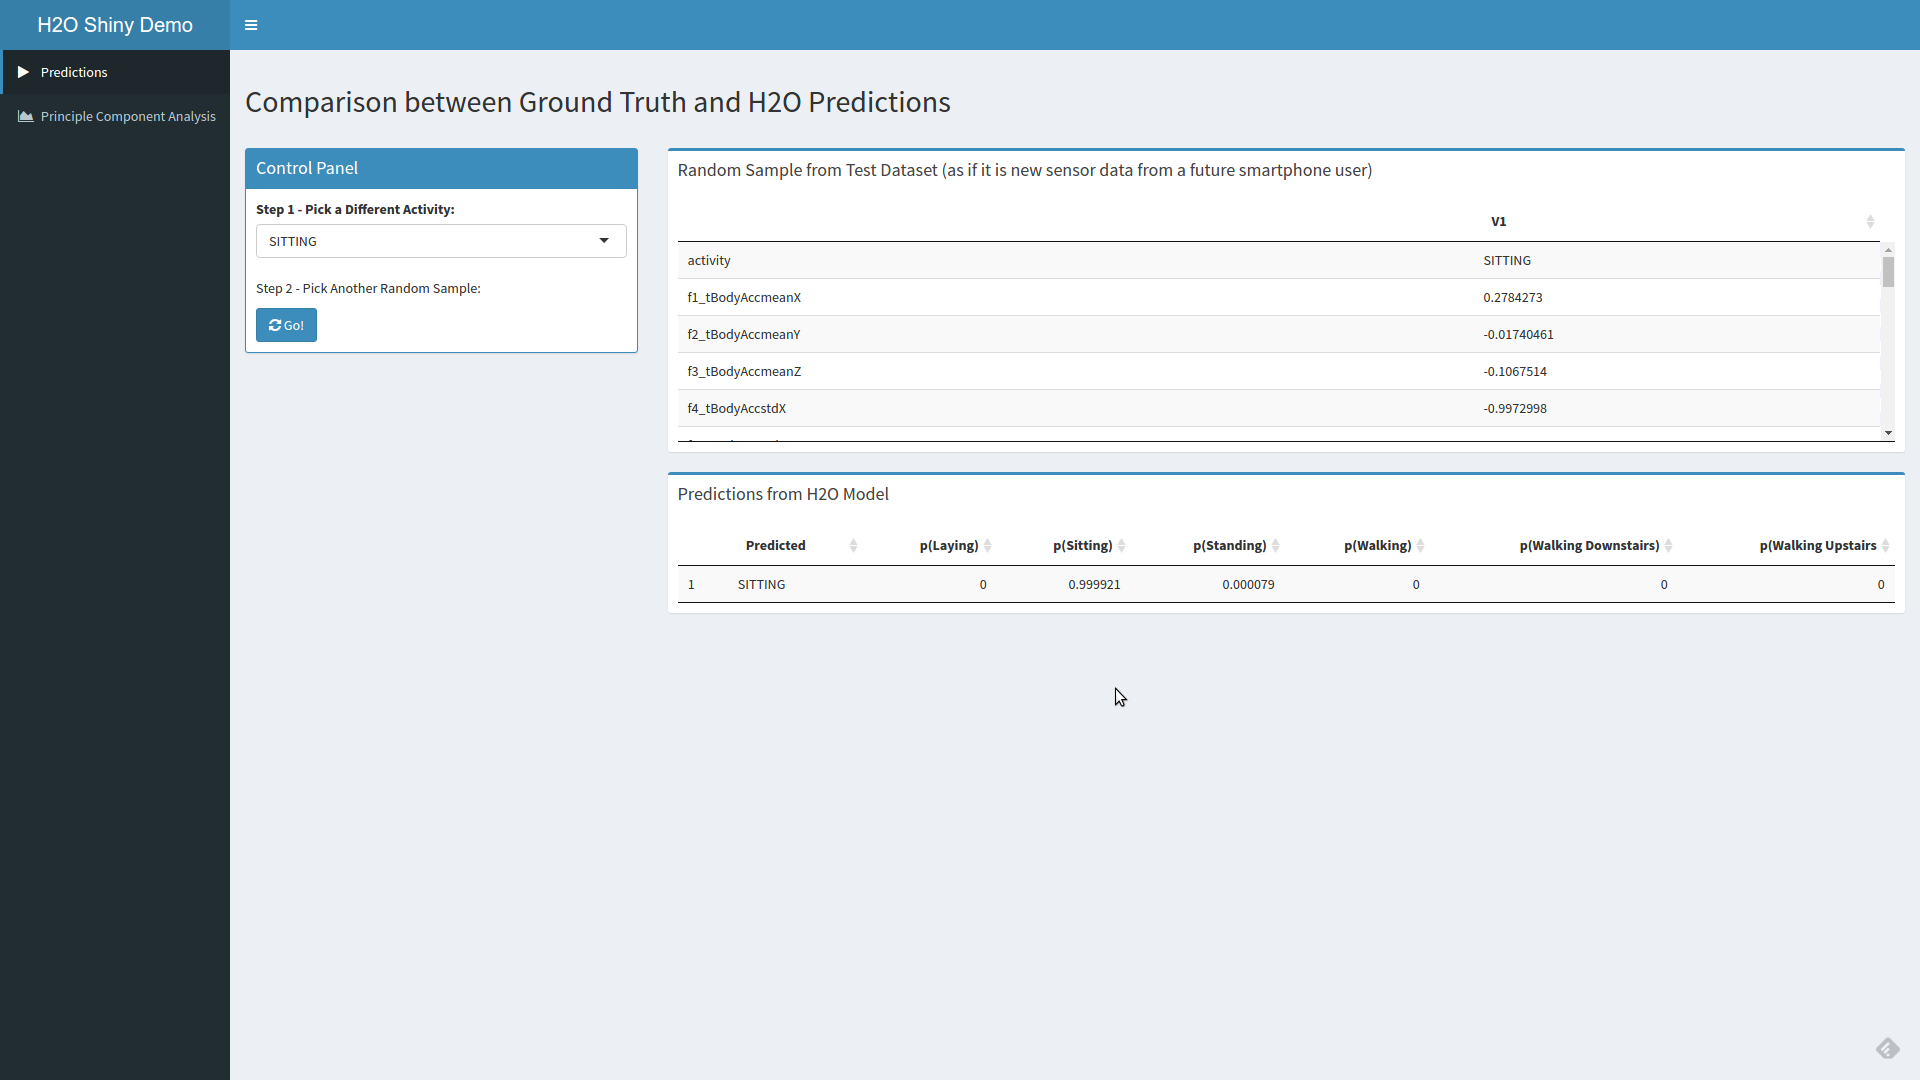 H2O Shiny Demo
Predictions
Principle Component Analysis
Comparison between Ground Truth and H2O Predictions
Control Panel
Step 1 - Pick a Different Activity:
SITTING
Step 2 - Pick Another Random Sample:
Go!
Random Sample from Test Dataset (as if it is new sensor data from a future smartphone user)
V1
activity SITTING
f1_tBodyAccmeanX 0.2784273
f2_tBodyAccmeanY -0.01740461
f3_tBodyAccmeanZ -0.1067514
f4_tBodyAccstdX -0.9972998
Predictions from H2O Model
Predicted p(Laying) p(Sitting) p(Standing) p(Walking) p(Walking Downstairs) p(Walking Upstairs
1 SITTING 0 0.999921 0.000079 0 0 0